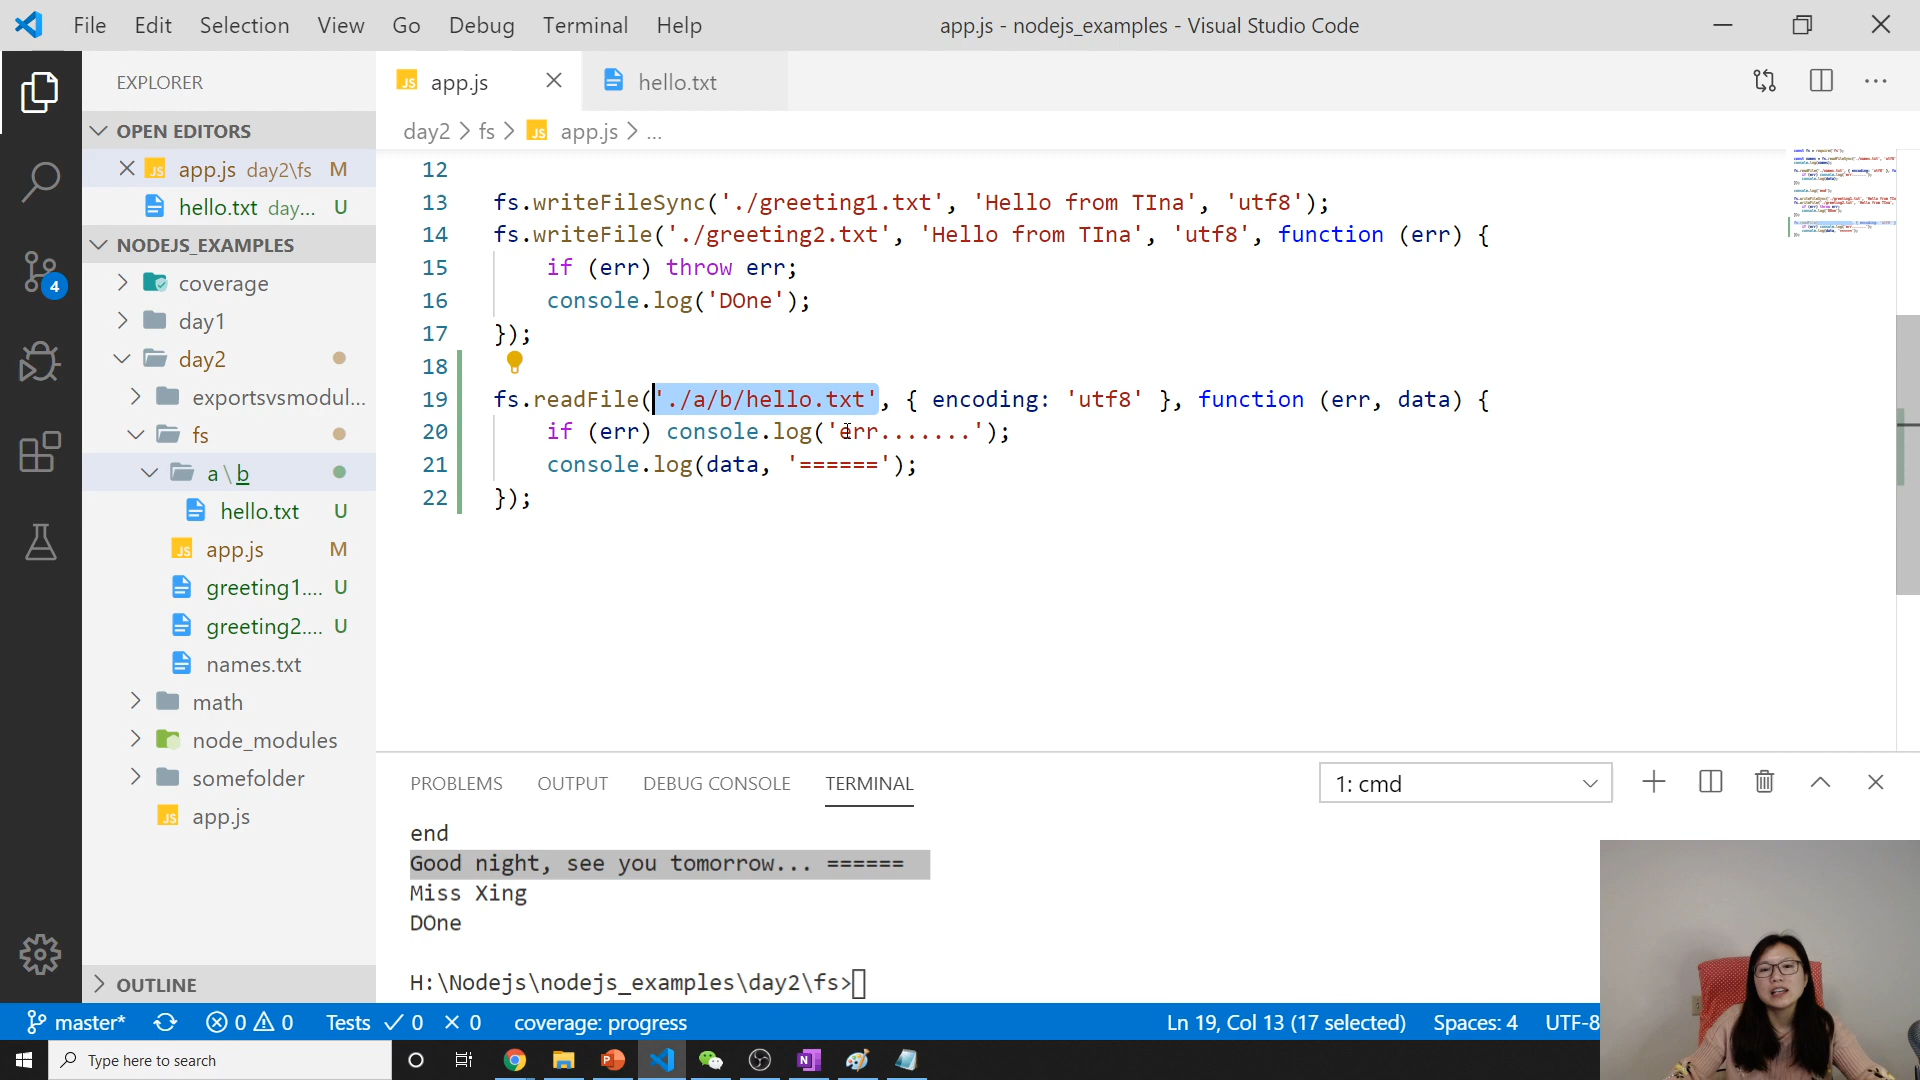 File Edit Selection View Go Debug Terminal Help
app.js - nodejs_examples - Visual Studio Code
EXPLORER
OPEN EDITORS
app.js day2\fs M
hello.txt day... U
NODEJS_EXAMPLES
coverage
day1
day2
exportsvsmodul...
fs
a \ b
hello.txt U
app.js M
greeting1.... U
greeting2.... U
names.txt
math
node_modules
somefolder
app.js
OUTLINE
4
JS app.js
hello.txt
day2 > fs > JS app.js > ...
12
13 fs.writeFileSync('./greeting1.txt', 'Hello from TIna', 'utf8');
14 fs.writeFile('./greeting2.txt', 'Hello from TIna', 'utf8', function (err) {
15 if (err) throw err;
16 console.log('DOne');
17 });
18
19 fs.readFile('./a/b/hello.txt', { encoding: 'utf8' }, function (err, data) {
20 if (err) console.log('err.......');
21 console.log(data, '======');
22 });
PROBLEMS OUTPUT DEBUG CONSOLE TERMINAL
1: cmd
end
Good night, see you tomorrow... ======
Miss Xing
DOne
H:\Nodejs\nodejs_examples\day2\fs>
master* 0 0 Tests 0 0 coverage: progress
Ln 19, Col 13 (17 selected) Spaces: 4 UTF-8
Type here to search